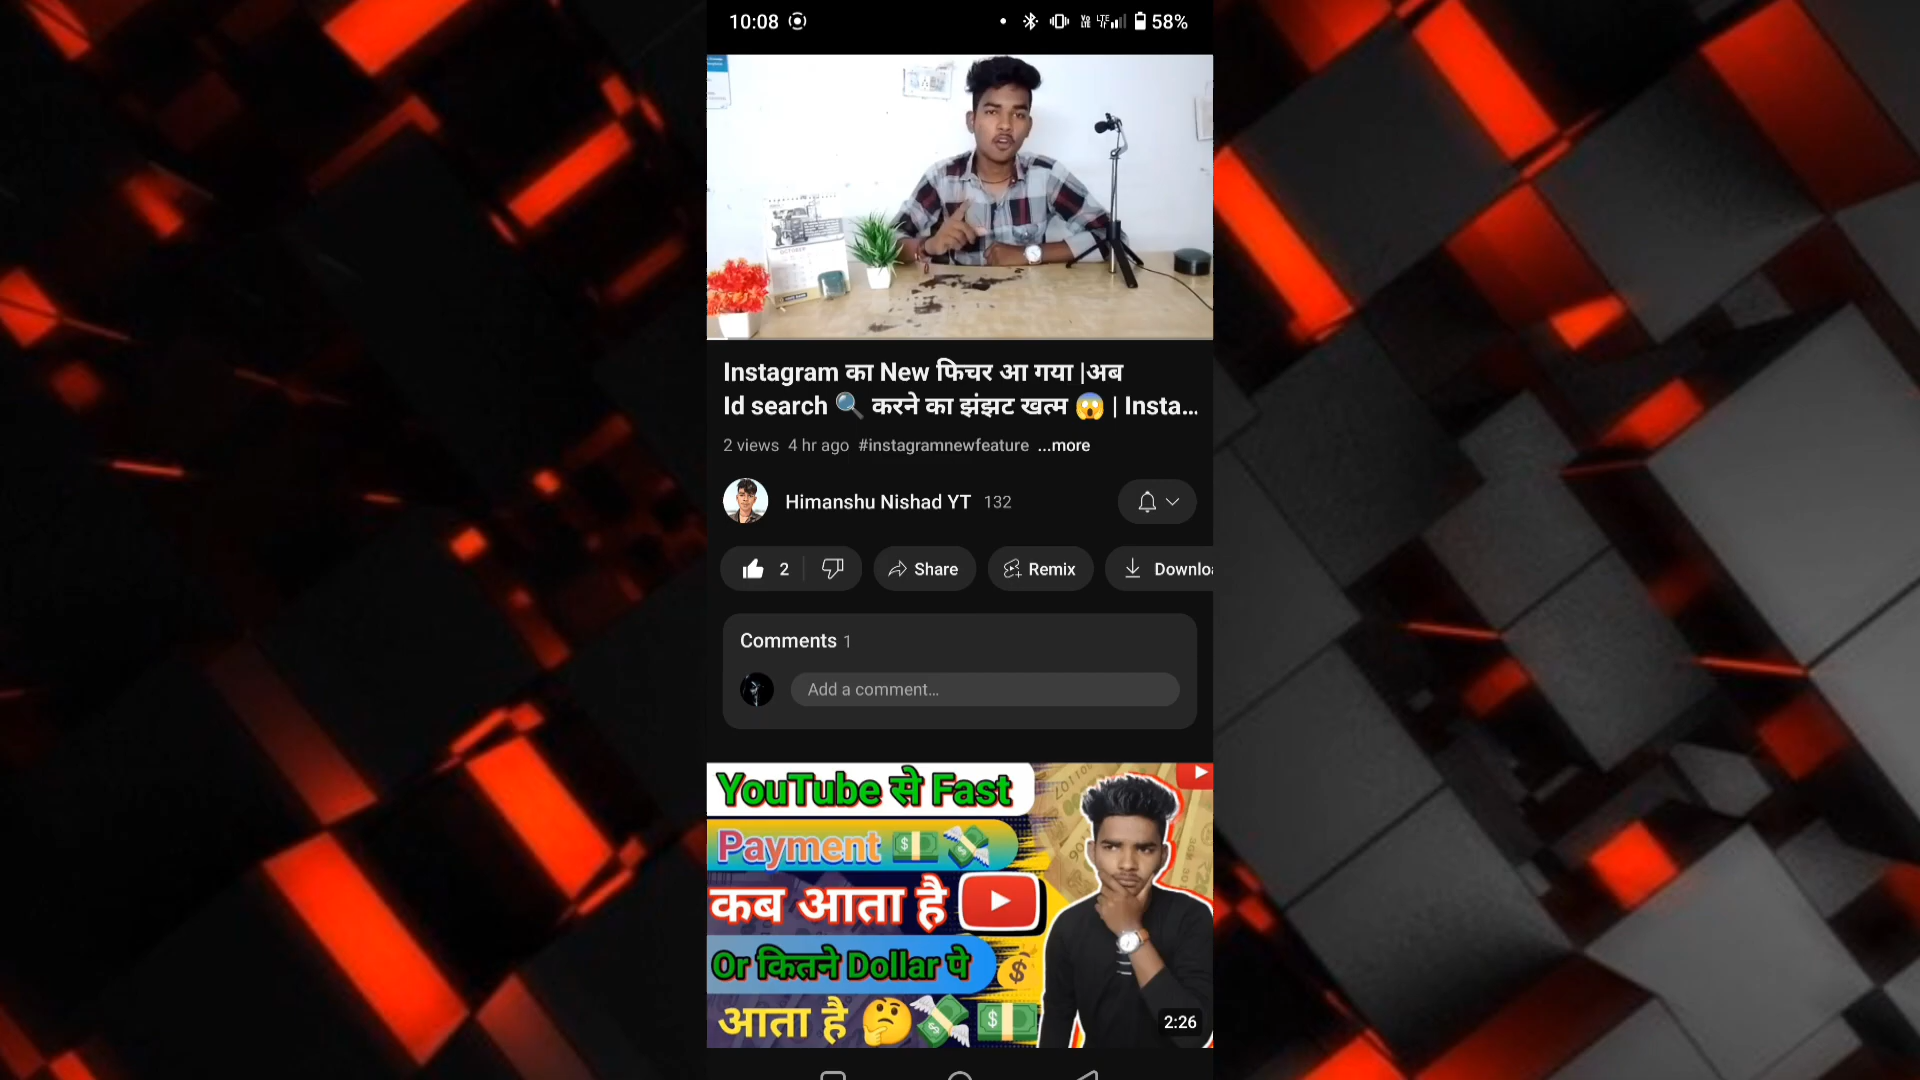 10:08
58%
Instagram का New फिचर आ गया |अब
Id search 🔍 करने का झंझट खत्म 😱 | Insta...
2 views 4 hr ago #instagramnewfeature ...more
Himanshu Nishad YT 132
2 Share Remix Downloa
Comments 1
Add a comment...
YouTube से Fast
Payment
कब आता है
Or कितने Dollar पे
आता है
2:26